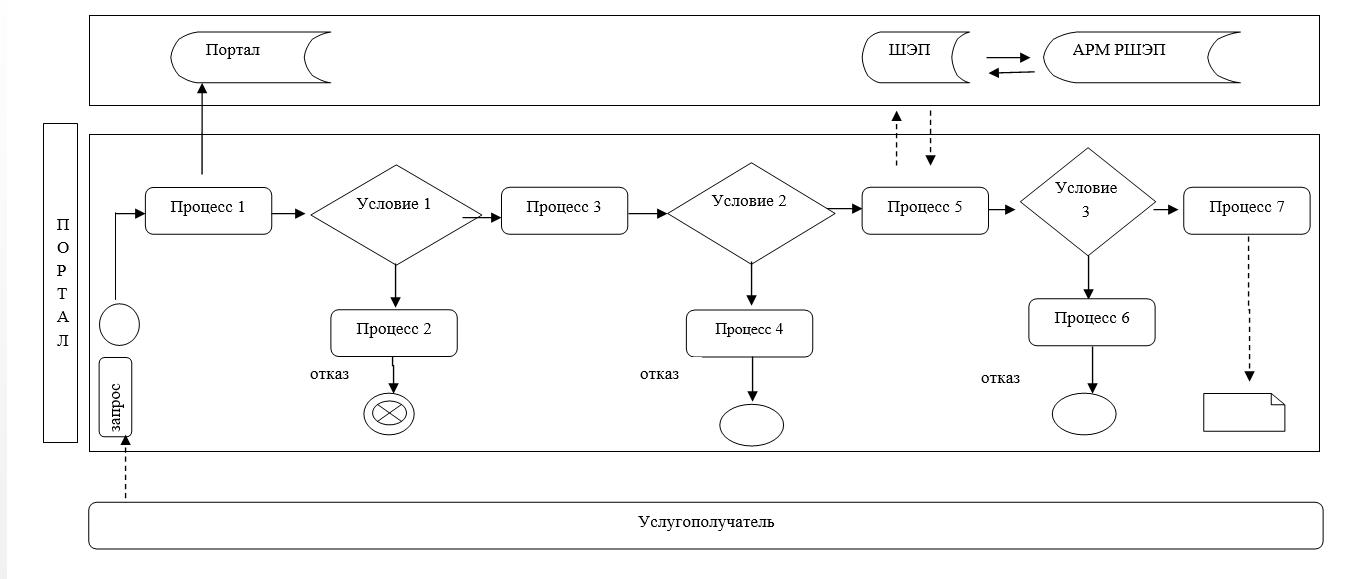 Портал
ШЭП
АРМ РШЭП
ПОРТАЛ
Процесс 1
Условие 1
Процесс 3
Условие 2
Процесс 5
Условие
3
Процесс 7
Процесс 2
Процесс 4
Процесс 6
отказ
отказ
отказ
запрос
Услугополучатель